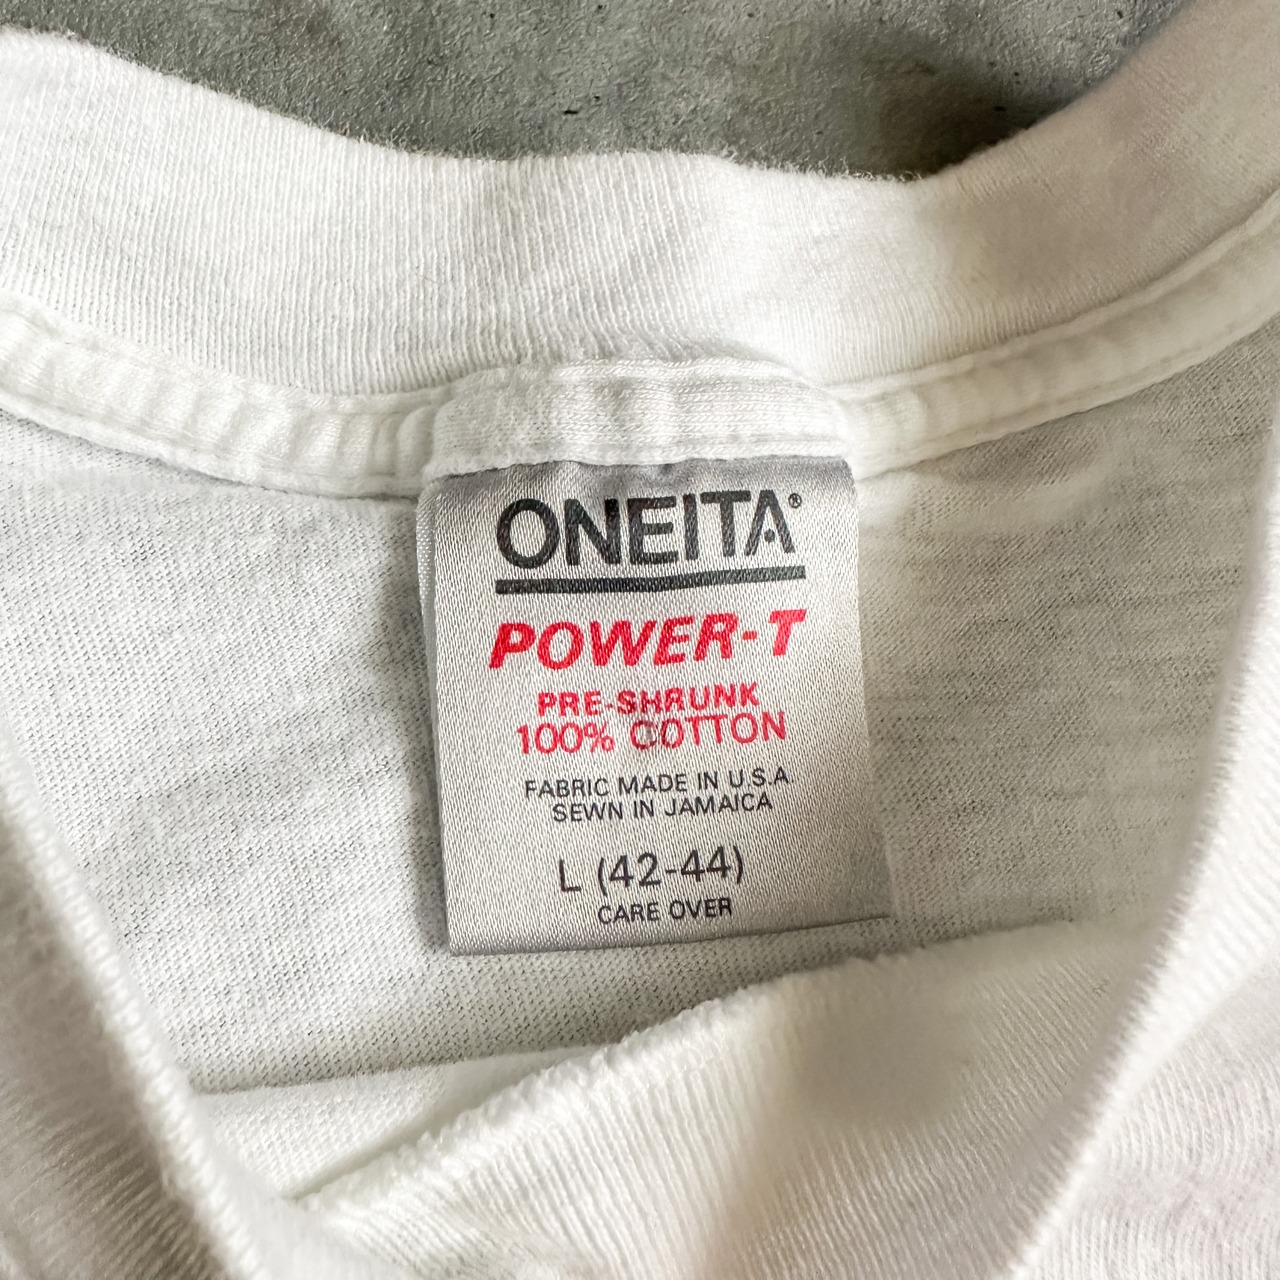 ONEITA®
POWER-T
PRE-SHRUNK
100% COTTON
FABRIC MADE IN U.S.A
SEWN IN JAMAICA
L (42-44)
CARE OVER